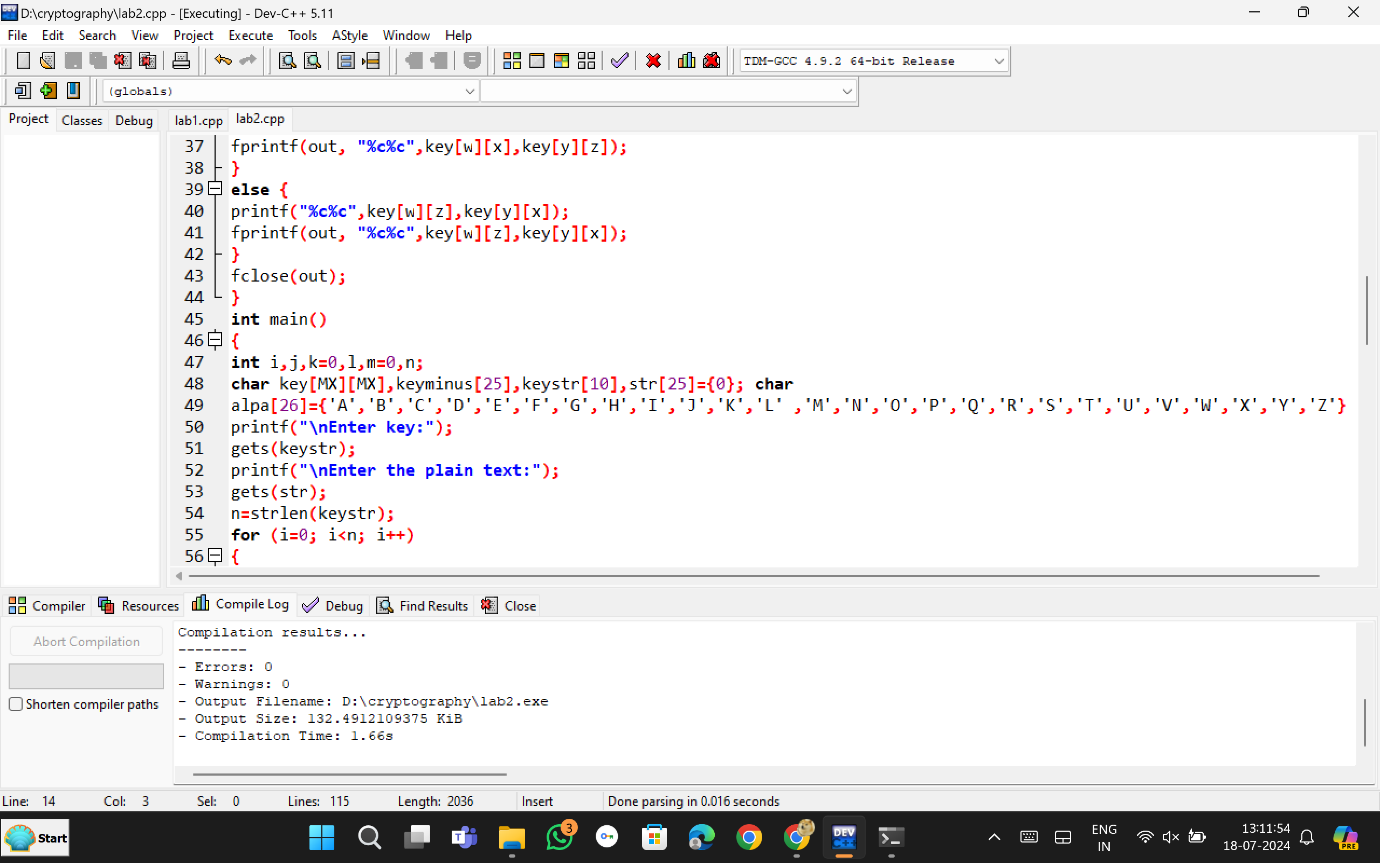 D:\cryptography\lab2.cpp - [Executing] - Dev-C++ 5.11
File Edit Search View Project Execute Tools AStyle Window Help
TDM-GCC 4.9.2 64-bit Release
(globals)
Project Classes Debug lab1.cpp lab2.cpp
37 fprintf(out, "%c%c",key[w][x],key[y][z]);
38 }
39 else {
40 printf("%c%c",key[w][z],key[y][x]);
41 fprintf(out, "%c%c",key[w][z],key[y][x]);
42 }
43 fclose(out);
44 }
45 int main()
46 {
47 int i,j,k=0,l,m=0,n;
48 char key[MX][MX],keyminus[25],keystr[10],str[25]={0}; char
49 alpa[26]={'A','B','C','D','E','F','G','H','I','J','K','L' ,'M','N','O','P','Q','R','S','T','U','V','W','X','Y','Z'}
50 printf("\nEnter key:");
51 gets(keystr);
52 printf("\nEnter the plain text:");
53 gets(str);
54 n=strlen(keystr);
55 for (i=0; i<n; i++)
56 {
Compiler Resources Compile Log Debug Find Results Close
Abort Compilation
Shorten compiler paths
Compilation results...
--------
- Errors: 0
- Warnings: 0
- Output Filename: D:\cryptography\lab2.exe
- Output Size: 132.4912109375 KiB
- Compilation Time: 1.66s
Line: 14 Col: 3 Sel: 0 Lines: 115 Length: 2036 Insert Done parsing in 0.016 seconds
Start
3
DEV C++
ENG
IN
13:11:54
18-07-2024
PRE